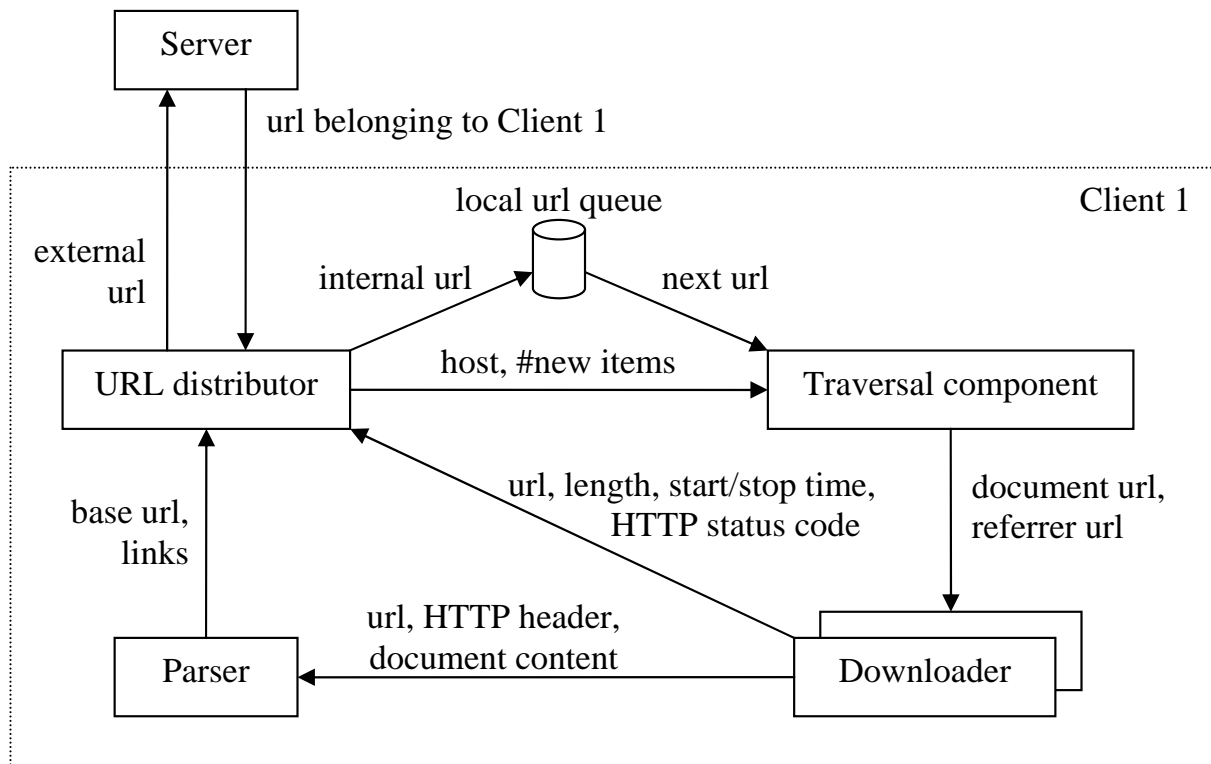 Server
url belonging to Client 1
Client 1
local url queue
external
url
internal url
next url
URL distributor
host, #new items
Traversal component
base url,
links
url, length, start/stop time,
HTTP status code
document url,
referrer url
url, HTTP header,
document content
Parser
Downloader